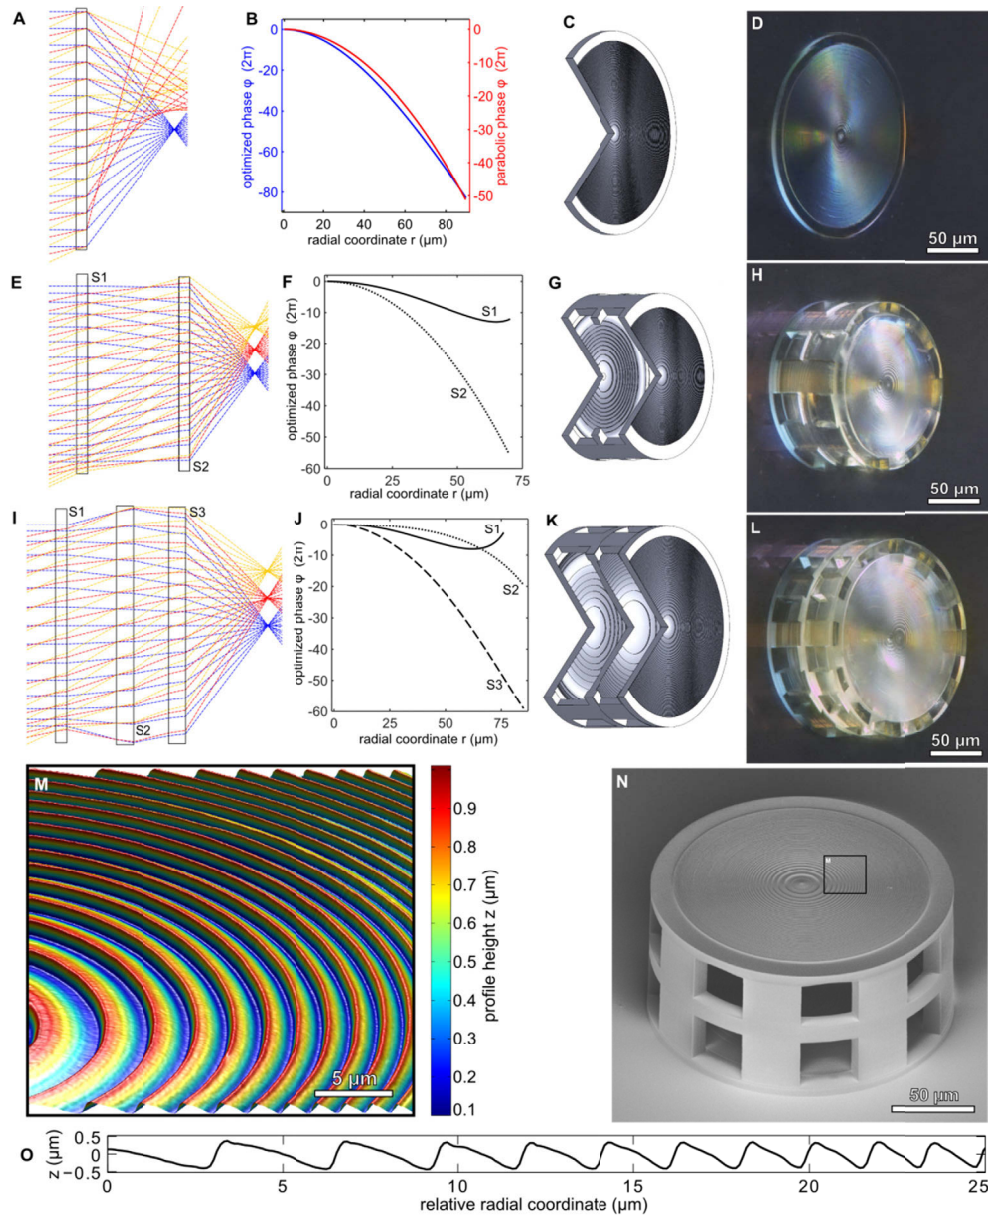 A
B
optimized phase φ (2π)
0
-20
-40
-60
-80
0
-10
-20
-30
-40
-50
parabolic phase φ (2π)
0 20 40 60 80
radial coordinate r (μm)
C
D
50 μm
E
S1
S2
F
optimized phase φ (2π)
0
-10
-20
-30
-40
-50
-60
S1
S2
0 25 50 75
radial coordinate r (μm)
G
H
50 μm
I
S1
S2
S3
J
optimized phase φ (2π)
0
-10
-20
-30
-40
-50
-60
S1
S2
S3
0 25 50 75
radial coordinate r (μm)
K
L
50 μm
M
5 μm
0.9
0.8
0.7
0.6
0.5
0.4
0.3
0.2
0.1
profile height z (μm)
N
M
50 μm
O
z (μm)
0.5
0
−0.5
0 5 10 15 20 25
relative radial coordinate (μm)